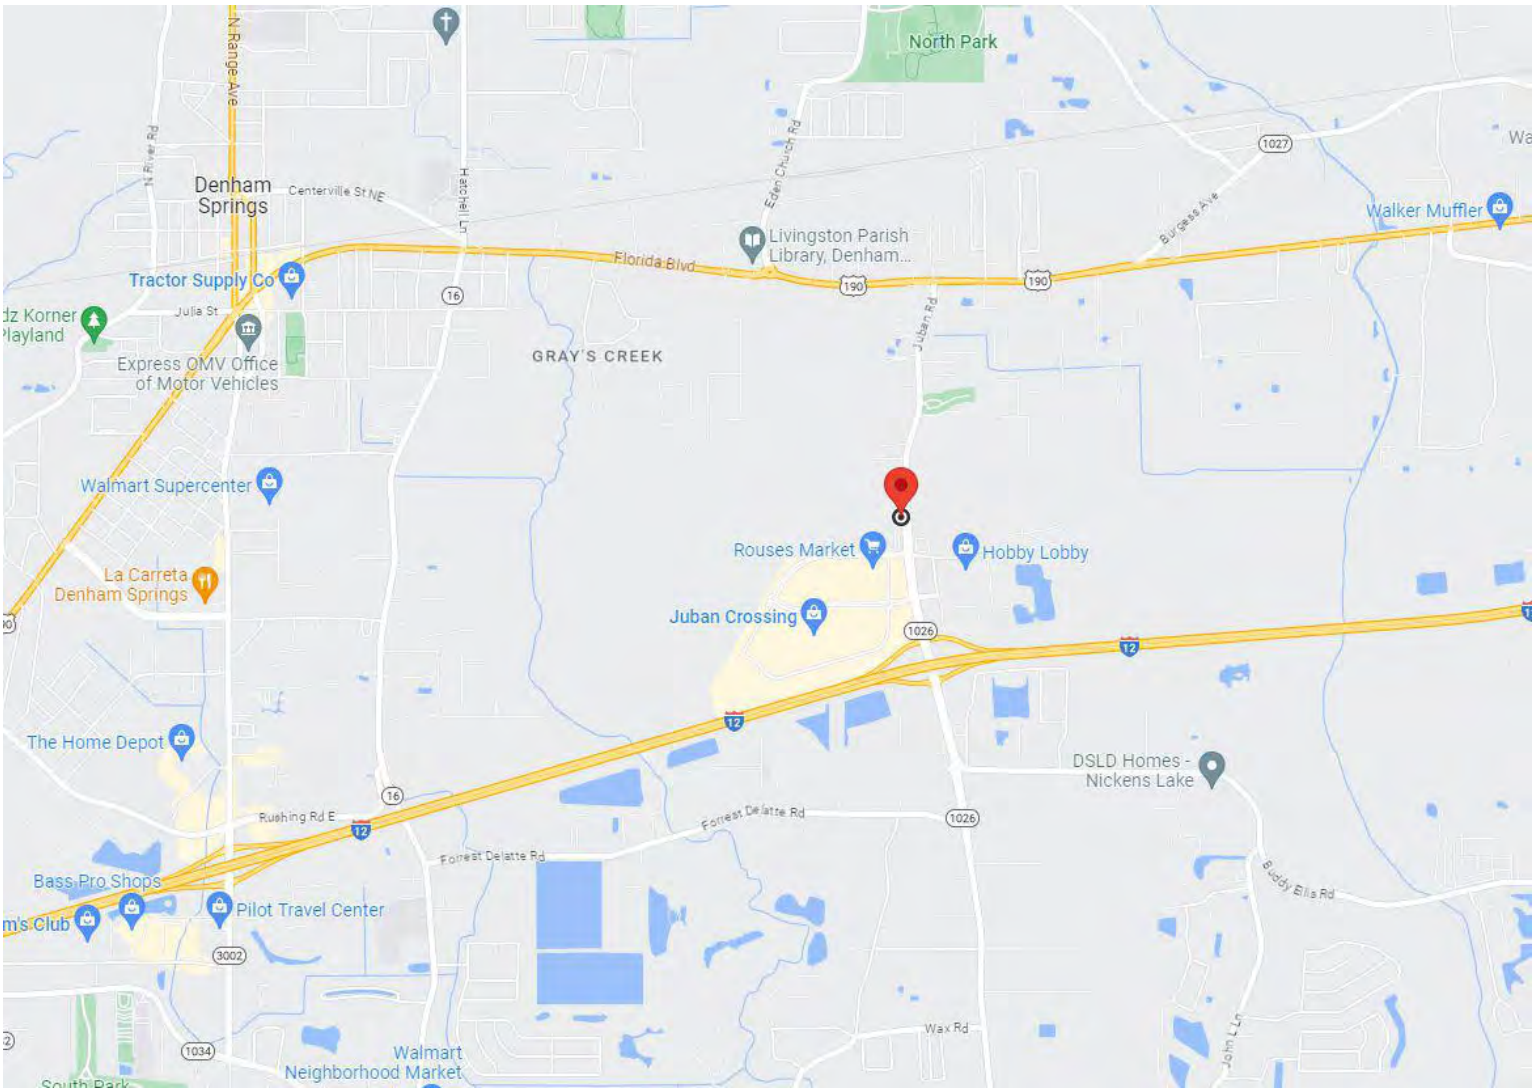 North Park
N Range Ave
N River Rd
Hatchell Ln
Eden Church Rd
1027
Denham
Springs
Centerville St NE
Burgess Ave
Walker Muffler
Livingston Parish
Library, Denham...
Florida Blvd
Tractor Supply Co
190
190
16
Julia St
Juban Rd
dz Korner
Playland
Express OMV Office
of Motor Vehicles
GRAY'S CREEK
Walmart Supercenter
Rouses Market
Hobby Lobby
La Carreta
Denham Springs
Juban Crossing
1026
12
12
The Home Depot
DSLD Homes -
Nickens Lake
16
Rushing Rd E
12
Forrest Delatte Rd
1026
Forrest Delatte Rd
Buddy Ellis Rd
Bass Pro Shops
m's Club
Pilot Travel Center
3002
Wax Rd
John L Ln
1034
Walmart
Neighborhood Market
South Park